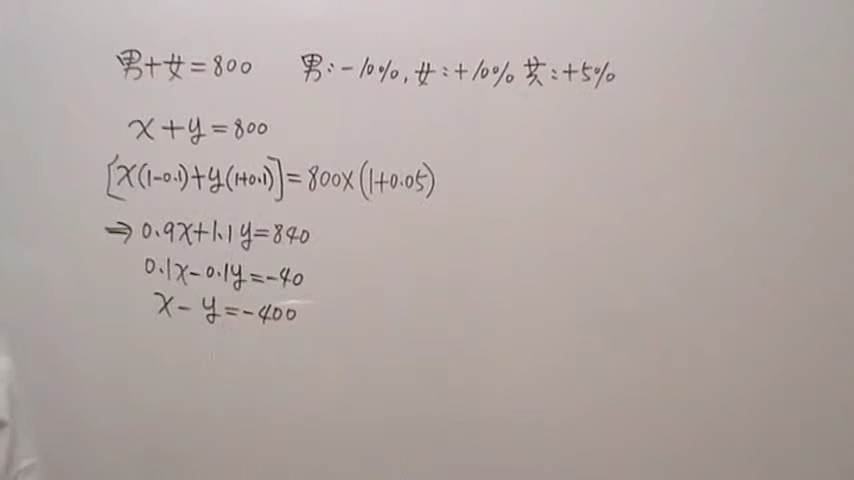 男+女=800 男:-10%,女:+10% 共:+5%
x+y=800
[x(1-0.1)+y(1+0.1)]=800×(1+0.05)
⇒ 0.9x+1.1y=840
0.1x-0.1y=-40
x-y=-400